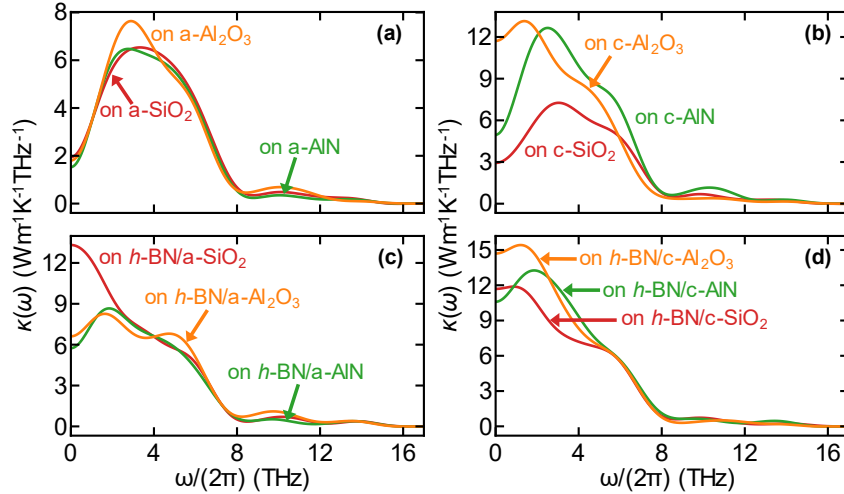 8
6
4
2
0
κ(ω) (Wm⁻¹K⁻¹THz⁻¹)
on a-Al₂O₃
(a)
on a-SiO₂
on a-AlN
12
9
6
3
0
κ(ω) (Wm⁻¹K⁻¹THz⁻¹)
(b)
on c-Al₂O₃
on c-AlN
on c-SiO₂
12
9
6
3
0
on h-BN/a-SiO₂
(c)
on h-BN/a-Al₂O₃
on h-BN/a-AlN
0 4 8 12 16
ω/(2π) (THz)
15
12
9
6
3
0
(d)
on h-BN/c-Al₂O₃
on h-BN/c-AlN
on h-BN/c-SiO₂
0 4 8 12 16
ω/(2π) (THz)